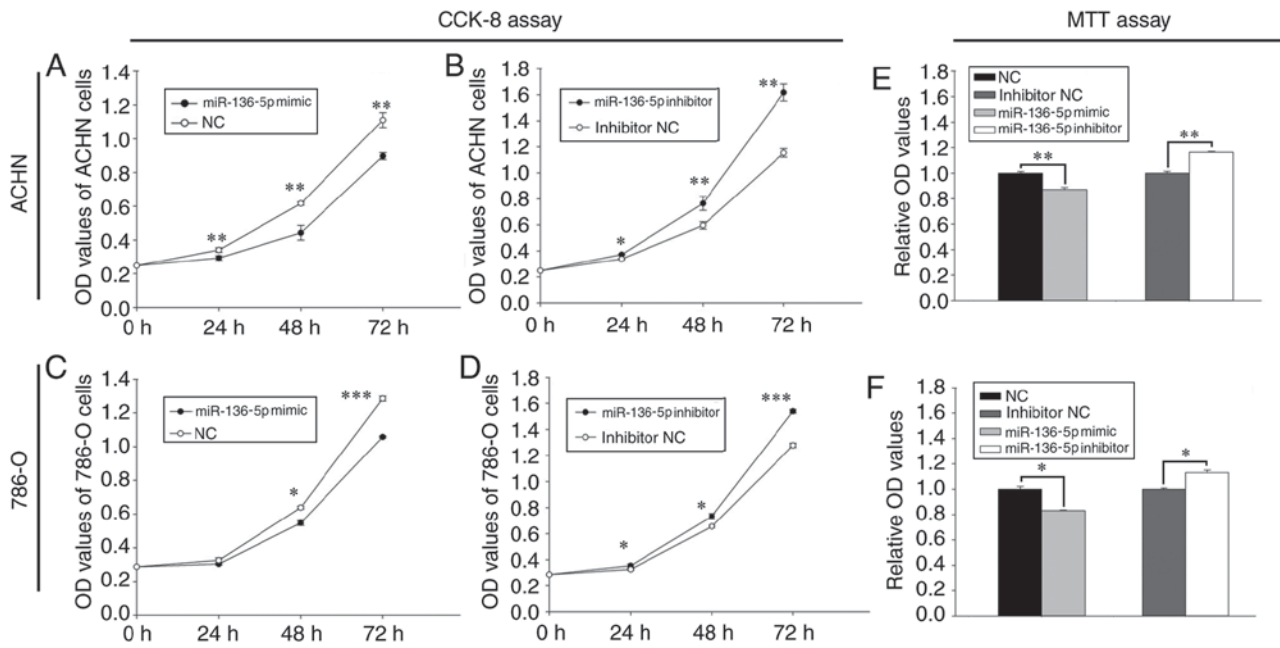 CCK-8 assay
MTT assay
ACHN
A
OD values of ACHN cells
1.4
1.2
1.0
0.8
0.6
0.4
0.2
0.0
miR-136-5p mimic
NC
**
**
**
0 h 24 h 48 h 72 h
B
OD values of ACHN cells
1.8
1.6
1.4
1.2
1.0
0.8
0.6
0.4
0.2
0.0
miR-136-5p inhibitor
Inhibitor NC
*
**
**
0 h 24 h 48 h 72 h
E
Relative OD values
1.8
1.6
1.4
1.2
1.0
0.8
0.6
0.4
0.2
0.0
NC
Inhibitor NC
miR-136-5p mimic
miR-136-5p inhibitor
**
**
786-O
C
OD values of 786-O cells
1.4
1.2
1.0
0.8
0.6
0.4
0.2
0.0
miR-136-5p mimic
NC
*
***
0 h 24 h 48 h 72 h
D
OD values of 786-O cells
1.8
1.6
1.4
1.2
1.0
0.8
0.6
0.4
0.2
0.0
miR-136-5p inhibitor
Inhibitor NC
*
*
***
0 h 24 h 48 h 72 h
F
Relative OD values
1.8
1.6
1.4
1.2
1.0
0.8
0.6
0.4
0.2
0.0
NC
Inhibitor NC
miR-136-5p mimic
miR-136-5p inhibitor
*
*